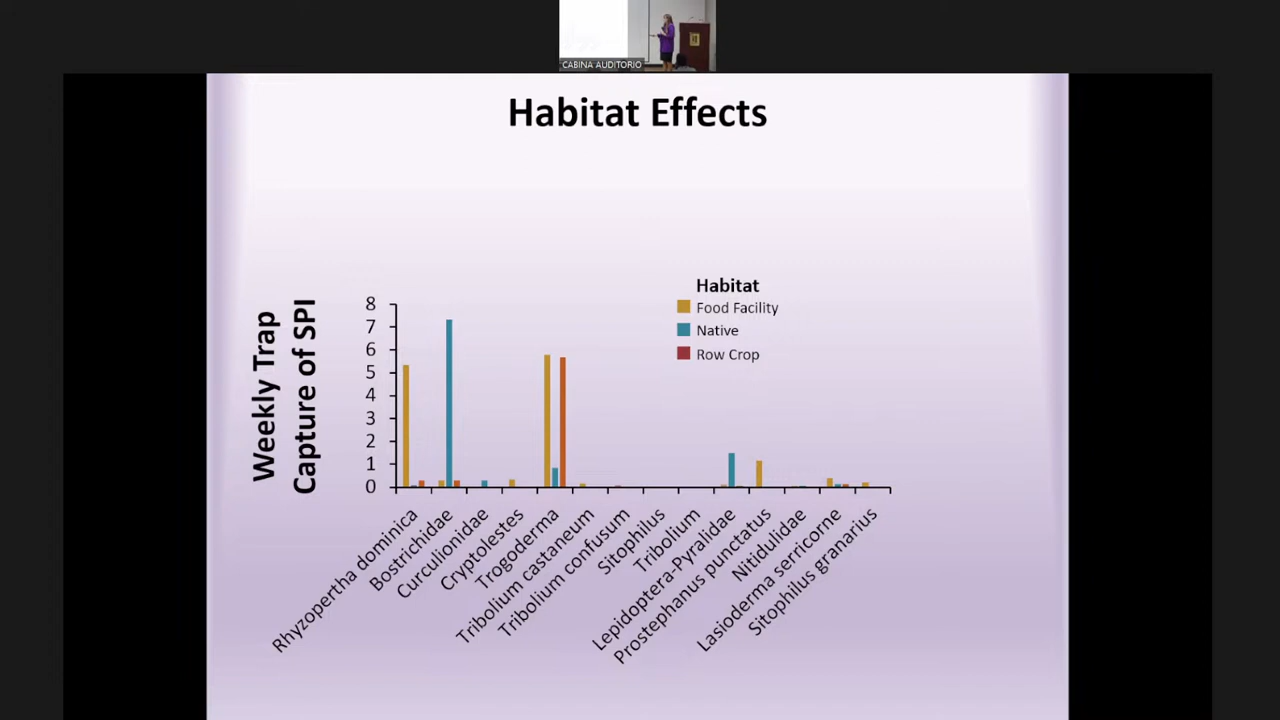 CABINA AUDITORIO
Habitat Effects
Habitat
Food Facility
Native
Row Crop
Weekly Trap
Capture of SPI
8
7
6
5
4
3
2
1
0
Rhyzopertha dominica
Bostrichidae
Curculionidae
Cryptolestes
Trogoderma
Tribolium castaneum
Tribolium confusum
Sitophilus
Tribolium
Lepidoptera-Pyralidae
Prostephanus punctatus
Nitidulidae
Lasioderma serricorne
Sitophilus granarius